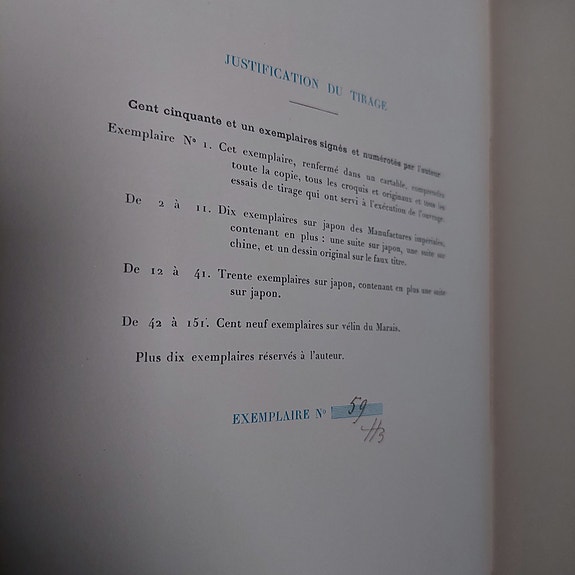 JUSTIFICATION DU TIRAGE
Cent cinquante et un exemplaires signés et numérotés par l'auteur
Exemplaire No 1. Cet exemplaire, renfermé dans un cartable, comprendra
toute la copie, tous les croquis et originaux et tous les
essais de tirage qui ont servi à l'exécution de l'ouvrage.
De 2 à 11. Dix exemplaires sur japon des Manufactures impériales,
contenant en plus : une suite sur japon, une suite sur
chine, et un dessin original sur le faux titre.
De 12 à 41. Trente exemplaires sur japon, contenant en plus une suite
sur japon.
De 42 à 151. Cent neuf exemplaires sur vélin du Marais.
Plus dix exemplaires réservés à l'auteur.
EXEMPLAIRE No 59